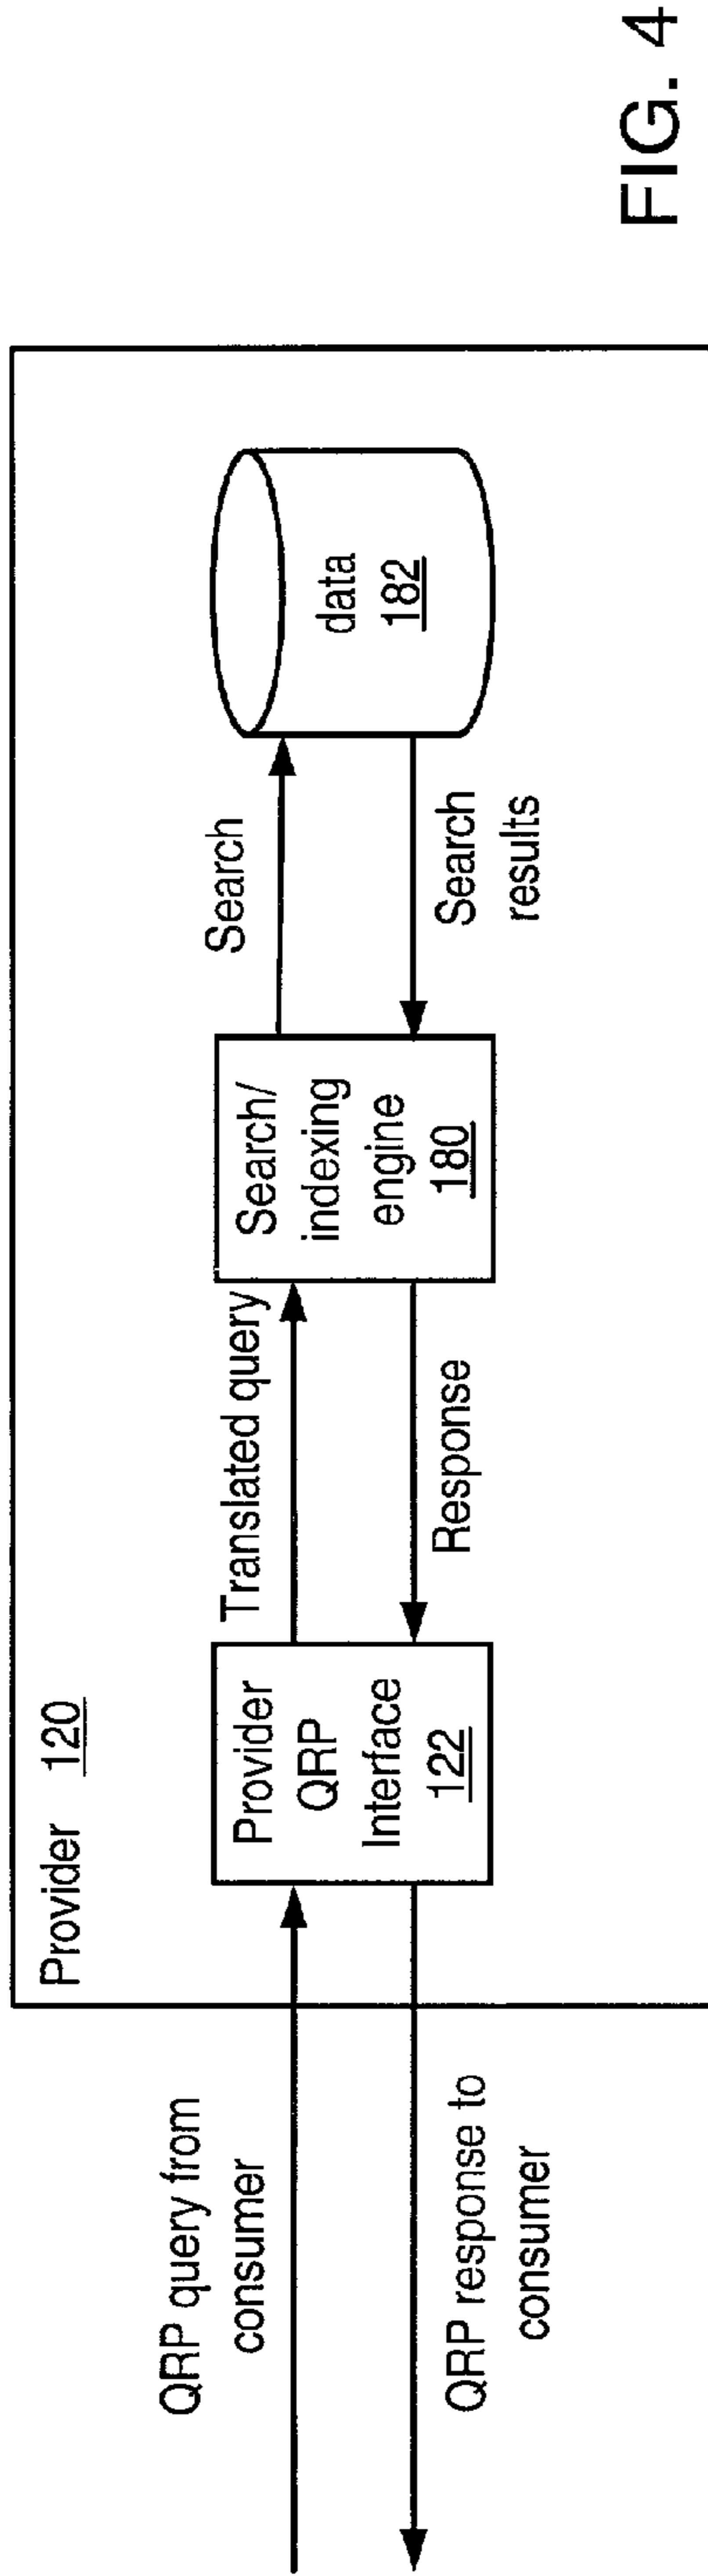 Provider 120
QRP query from
consumer
QRP response to
consumer
Provider
QRP
Interface
122
Translated query
Response
Search/
indexing
engine
180
Search
Search
results
data
182
FIG. 4